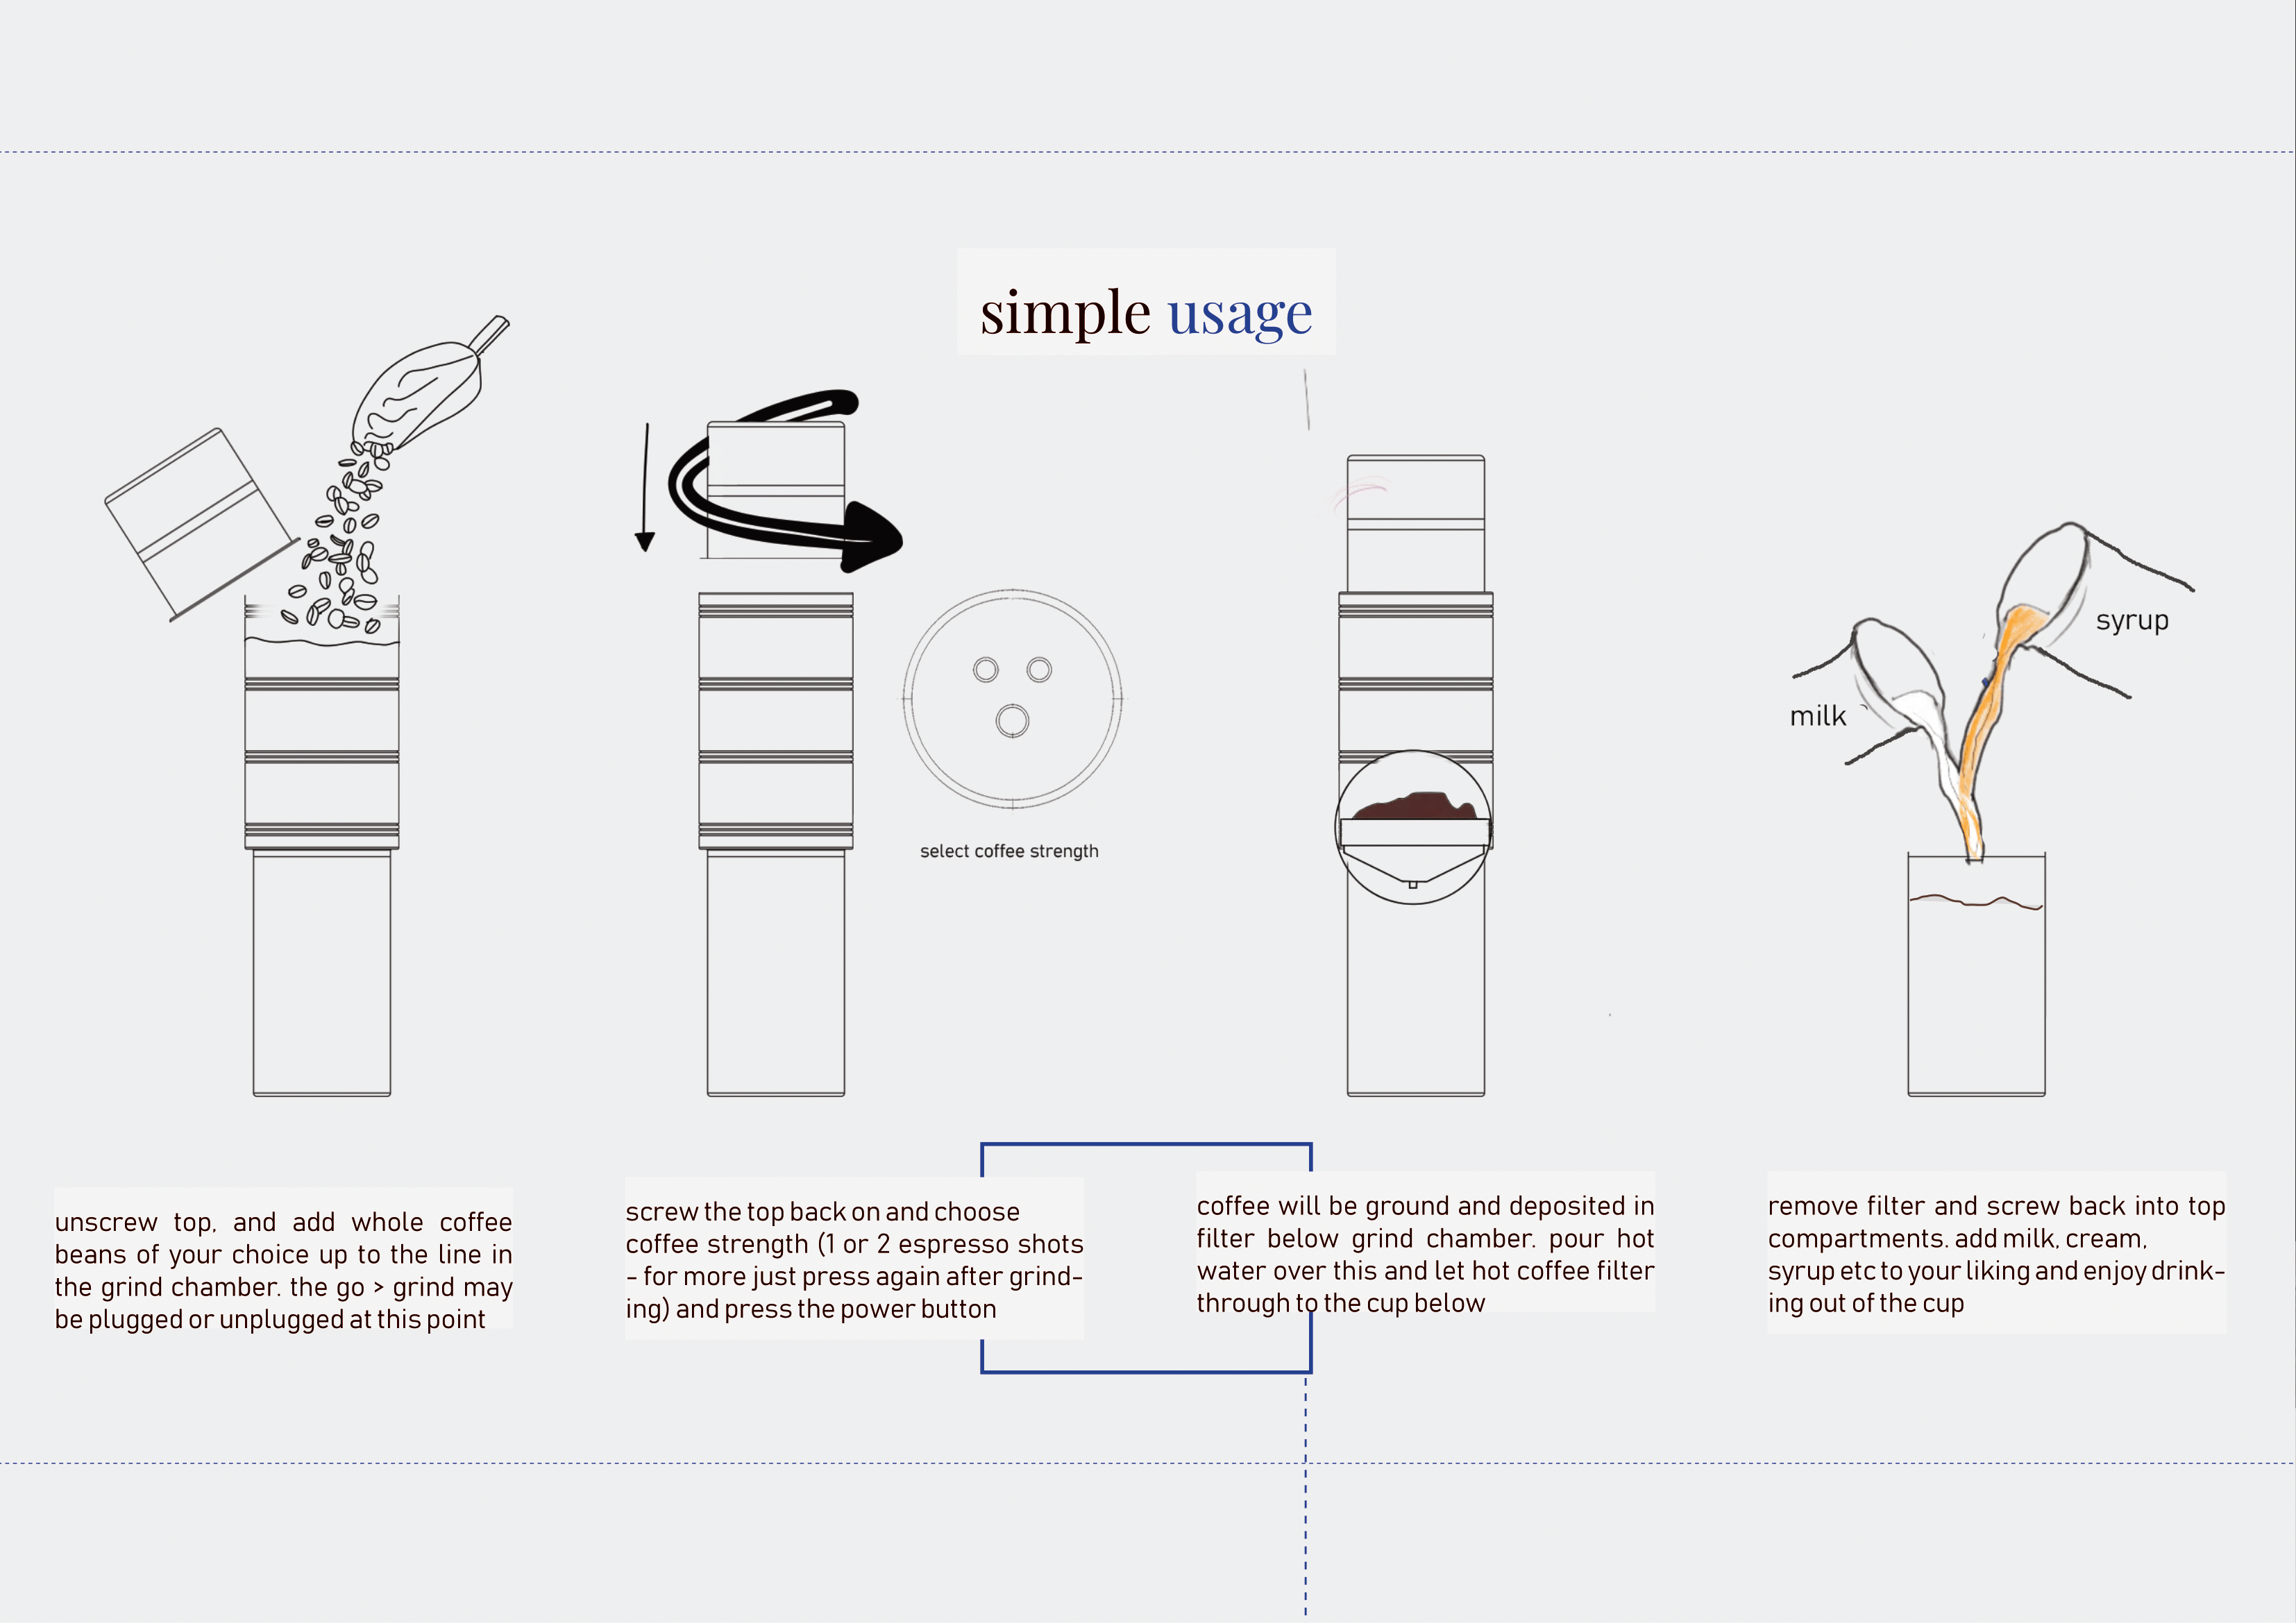 simple usage
syrup
milk
select coffee strength
unscrew top, and add whole coffee
beans of your choice up to the line in
the grind chamber. the go > grind may
be plugged or unplugged at this point
screw the top back on and choose
coffee strength (1 or 2 espresso shots
- for more just press again after grind-
ing) and press the power button
coffee will be ground and deposited in
filter below grind chamber. pour hot
water over this and let hot coffee filter
through to the cup below
remove filter and screw back into top
compartments. add milk, cream,
syrup etc to your liking and enjoy drink-
ing out of the cup